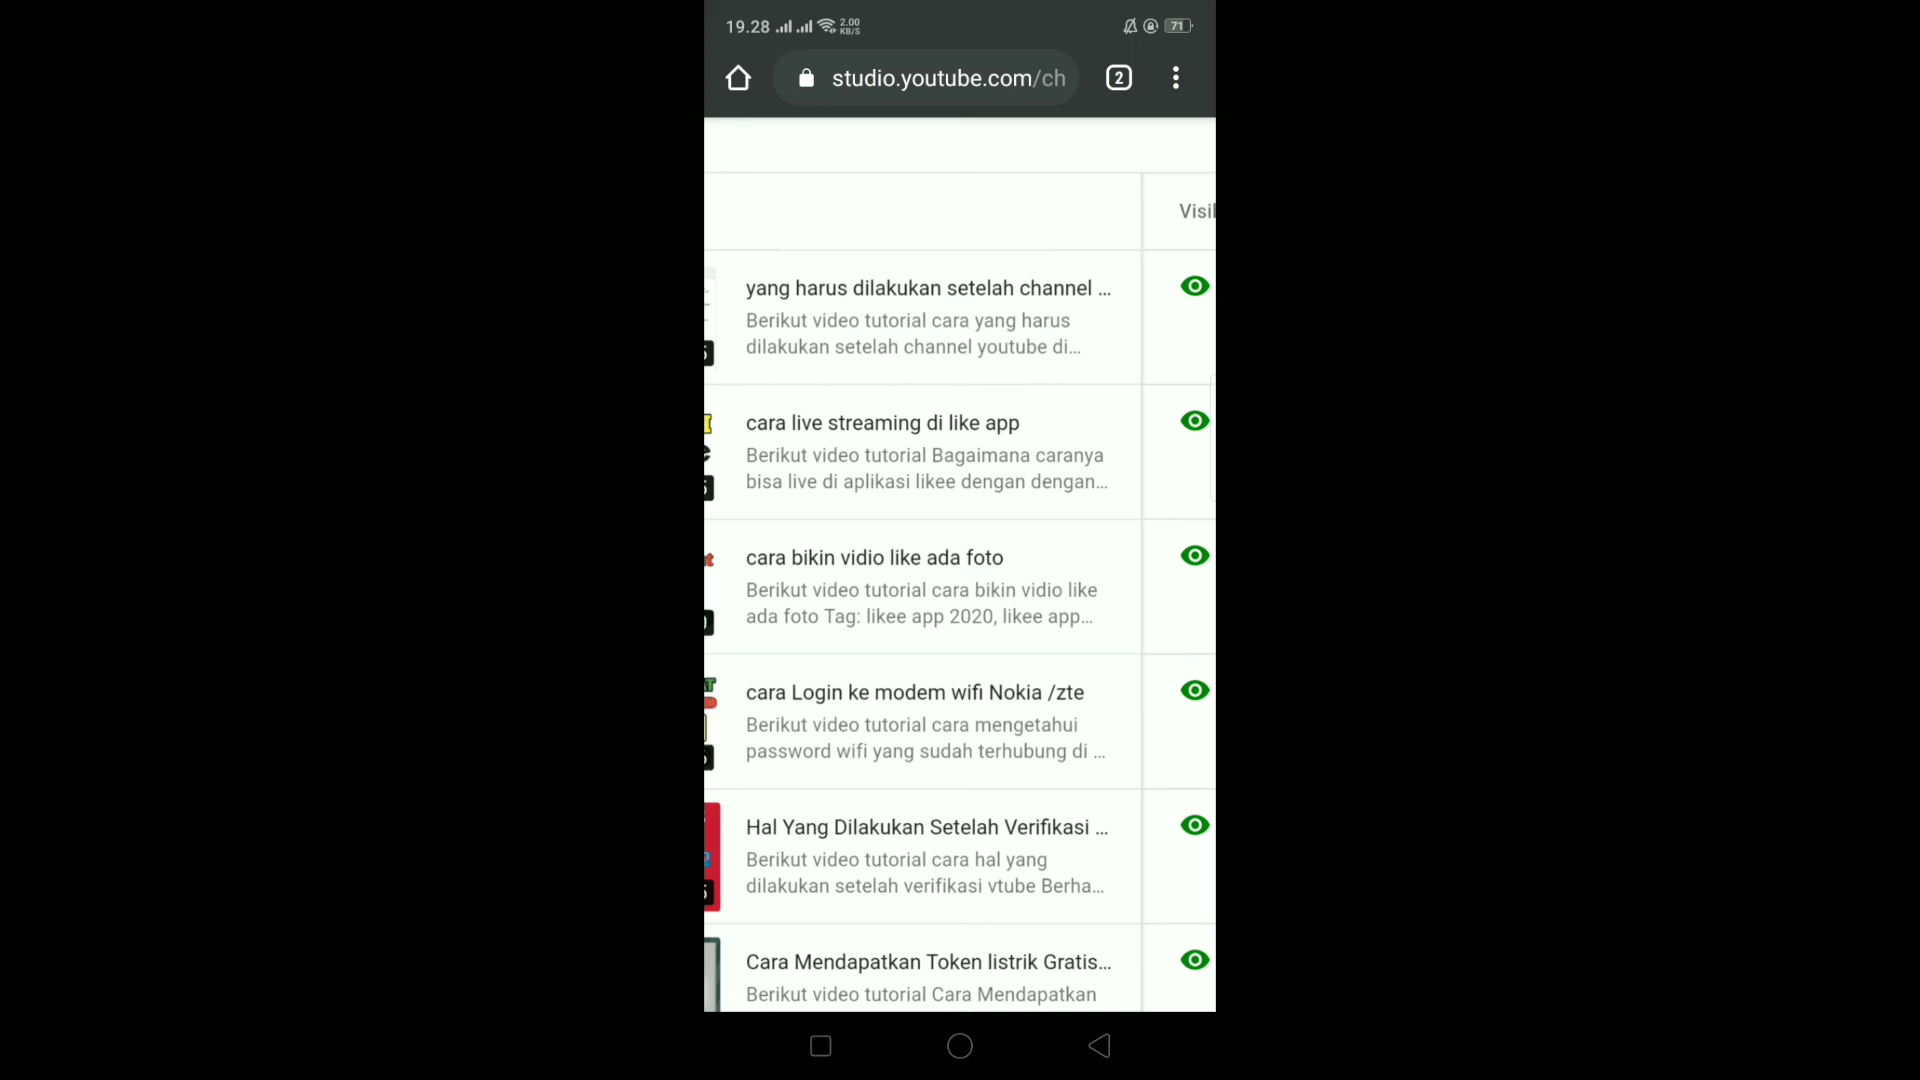 19.28 2.00 KB/S 71
studio.youtube.com/ch 2
Visil
yang harus dilakukan setelah channel ...
Berikut video tutorial cara yang harus
dilakukan setelah channel youtube di...
cara live streaming di like app
Berikut video tutorial Bagaimana caranya
bisa live di aplikasi likee dengan dengan...
cara bikin vidio like ada foto
Berikut video tutorial cara bikin vidio like
ada foto Tag: likee app 2020, likee app...
cara Login ke modem wifi Nokia /zte
Berikut video tutorial cara mengetahui
password wifi yang sudah terhubung di ...
Hal Yang Dilakukan Setelah Verifikasi ...
Berikut video tutorial cara hal yang
dilakukan setelah verifikasi vtube Berha...
Cara Mendapatkan Token listrik Gratis...
Berikut video tutorial Cara Mendapatkan